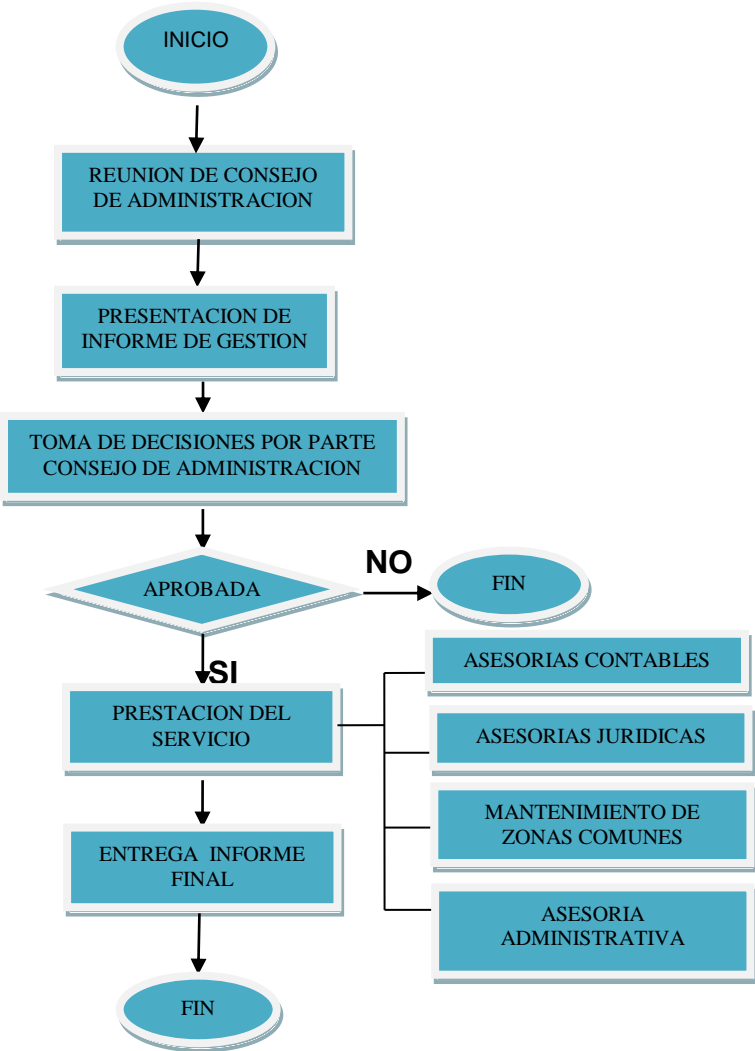 INICIO
REUNION DE CONSEJO
DE ADMINISTRACION
PRESENTACION DE
INFORME DE GESTION
TOMA DE DECISIONES POR PARTE
CONSEJO DE ADMINISTRACION
APROBADA
NO
FIN
SI
PRESTACION DEL
SERVICIO
ASESORIAS CONTABLES
ASESORIAS JURIDICAS
MANTENIMIENTO DE
ZONAS COMUNES
ASESORIA
ADMINISTRATIVA
ENTREGA INFORME
FINAL
FIN